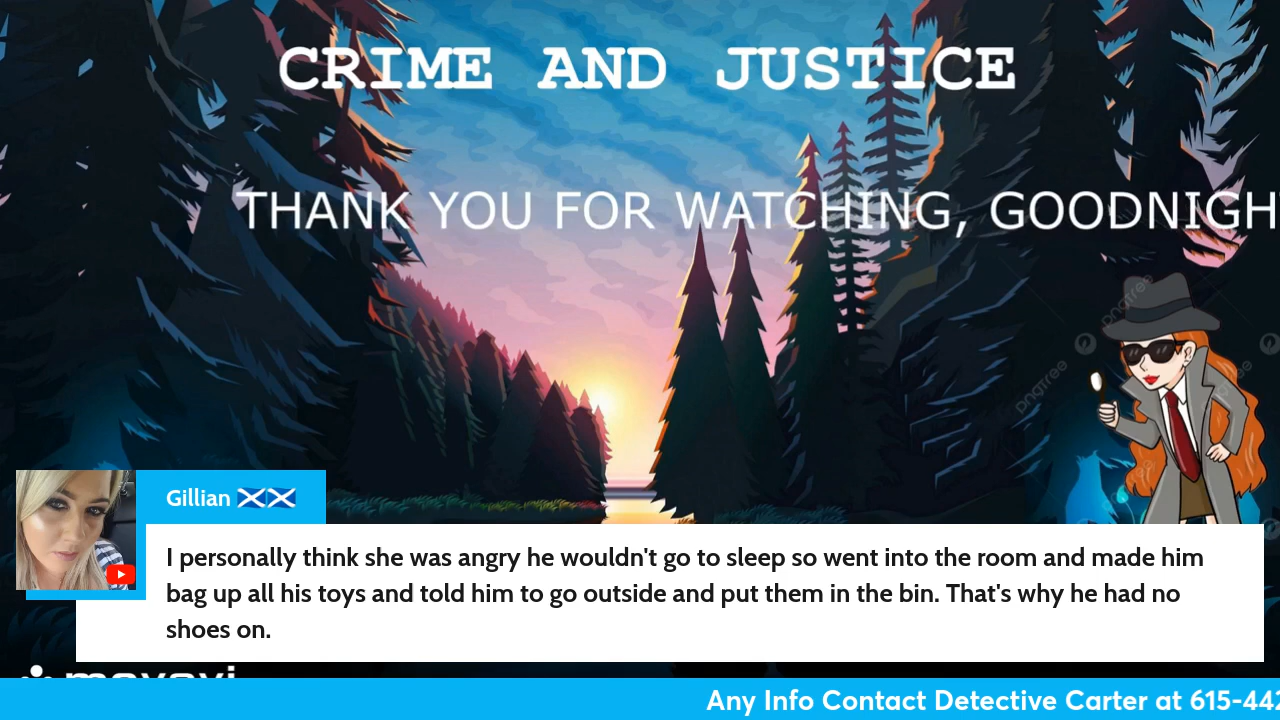 CRIME AND JUSTICE
THANK YOU FOR WATCHING, GOODNIGH
pngtree
pngtree
Gillian
I personally think she was angry he wouldn't go to sleep so went into the room and made him
bag up all his toys and told him to go outside and put them in the bin. That's why he had no
shoes on.
movavi
Any Info Contact Detective Carter at 615-442